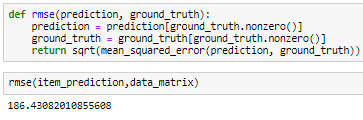 def rmse(prediction, ground_truth):
    prediction = prediction[ground_truth.nonzero()]
    ground_truth = ground_truth[ground_truth.nonzero()]
    return sqrt(mean_squared_error(prediction, ground_truth))
rmse(item_prediction,data_matrix)
186.43082010855608